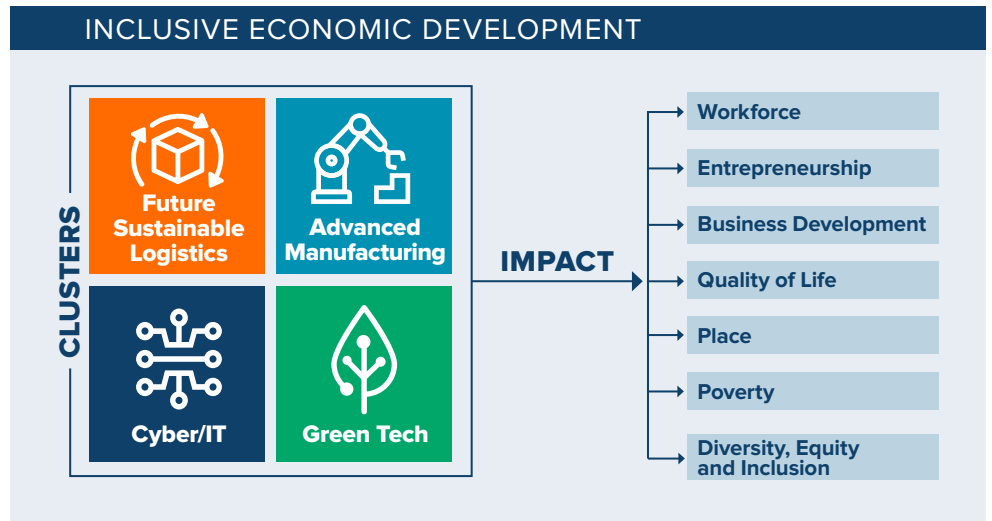 INCLUSIVE ECONOMIC DEVELOPMENT
CLUSTERS
Future
Sustainable
Logistics
Advanced
Manufacturing
Cyber/IT
Green Tech
IMPACT
Workforce
Entrepreneurship
Business Development
Quality of Life
Place
Poverty
Diversity, Equity
and Inclusion